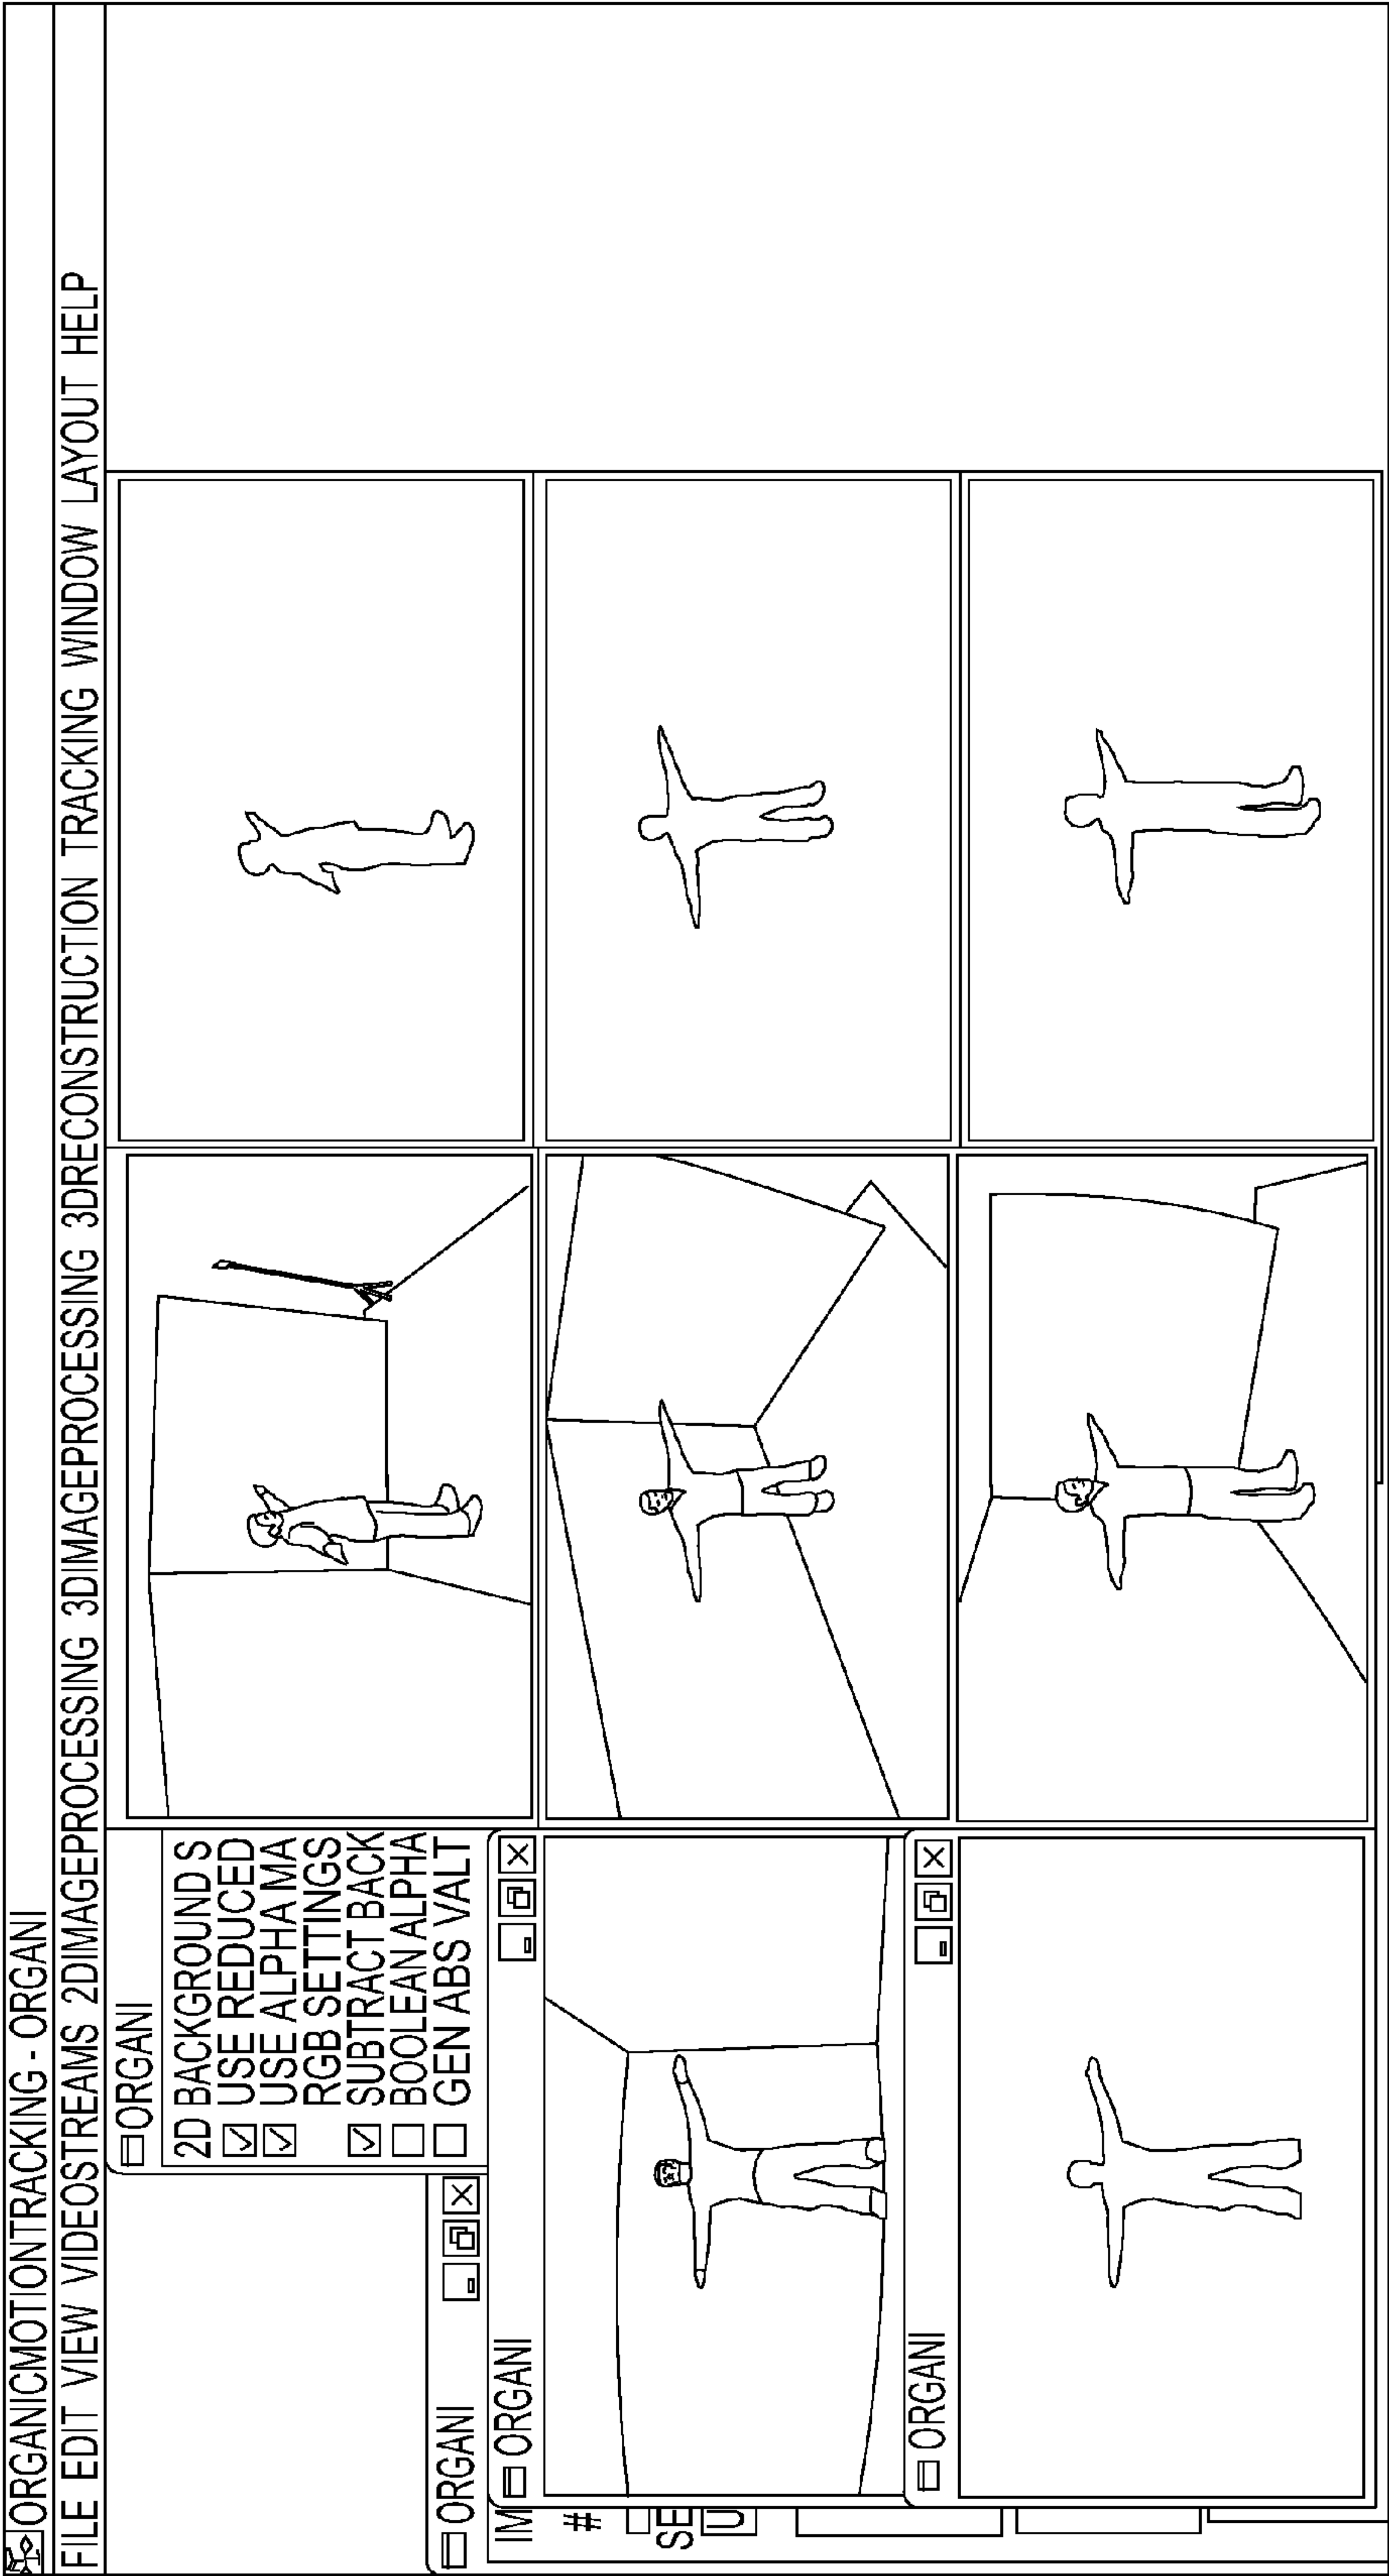 ORGANICMOTIONTRACKING - ORGANI
FILE EDIT VIEW VIDEOSTREAMS 2DIMAGEPROCESSING 3DIMAGEPROCESSING 3DRECONSTRUCTION TRACKING WINDOW LAYOUT HELP
ORGANI
2D BACKGROUND S
USE REDUCED
USE ALPHA MA
RGB SETTINGS
SUBTRACT BACK
BOOLEAN ALPHA
GEN ABS VALT
ORGANI
IM
ORGANI
#
SE
U
ORGANI